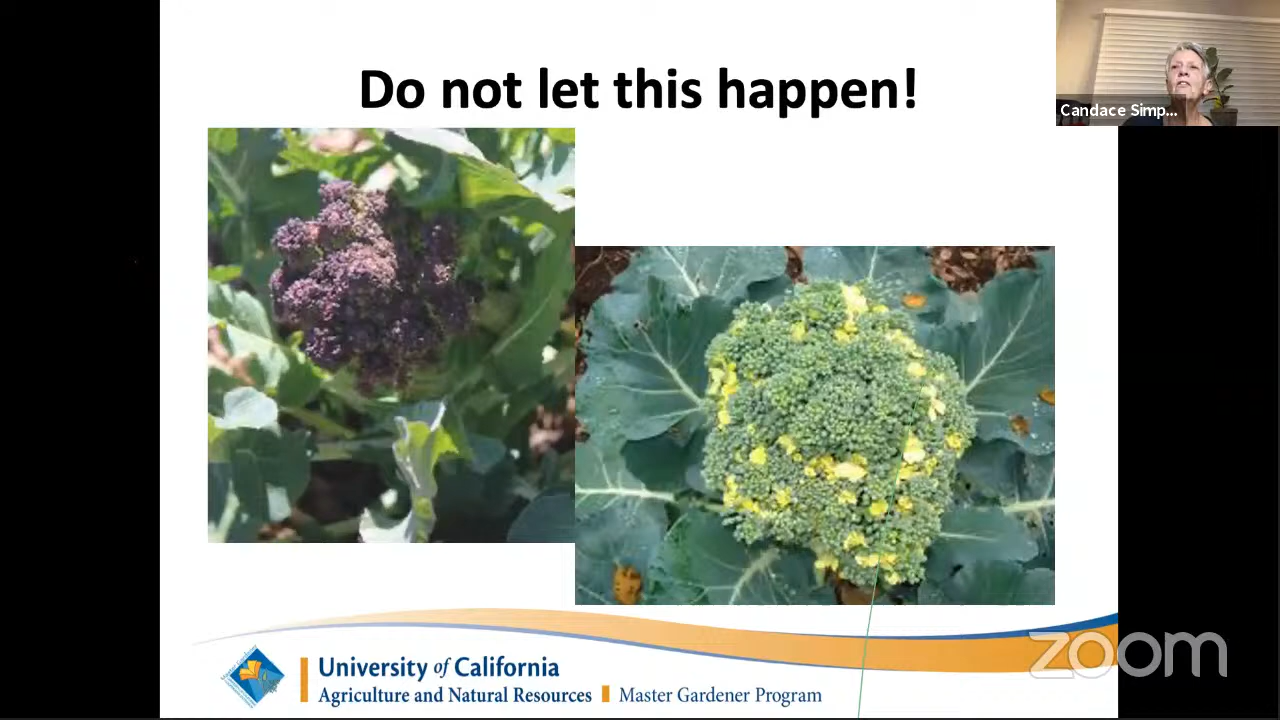 Do not let this happen!
Candace Simp...
University of California
Agriculture and Natural Resources Master Gardener Program
zoom